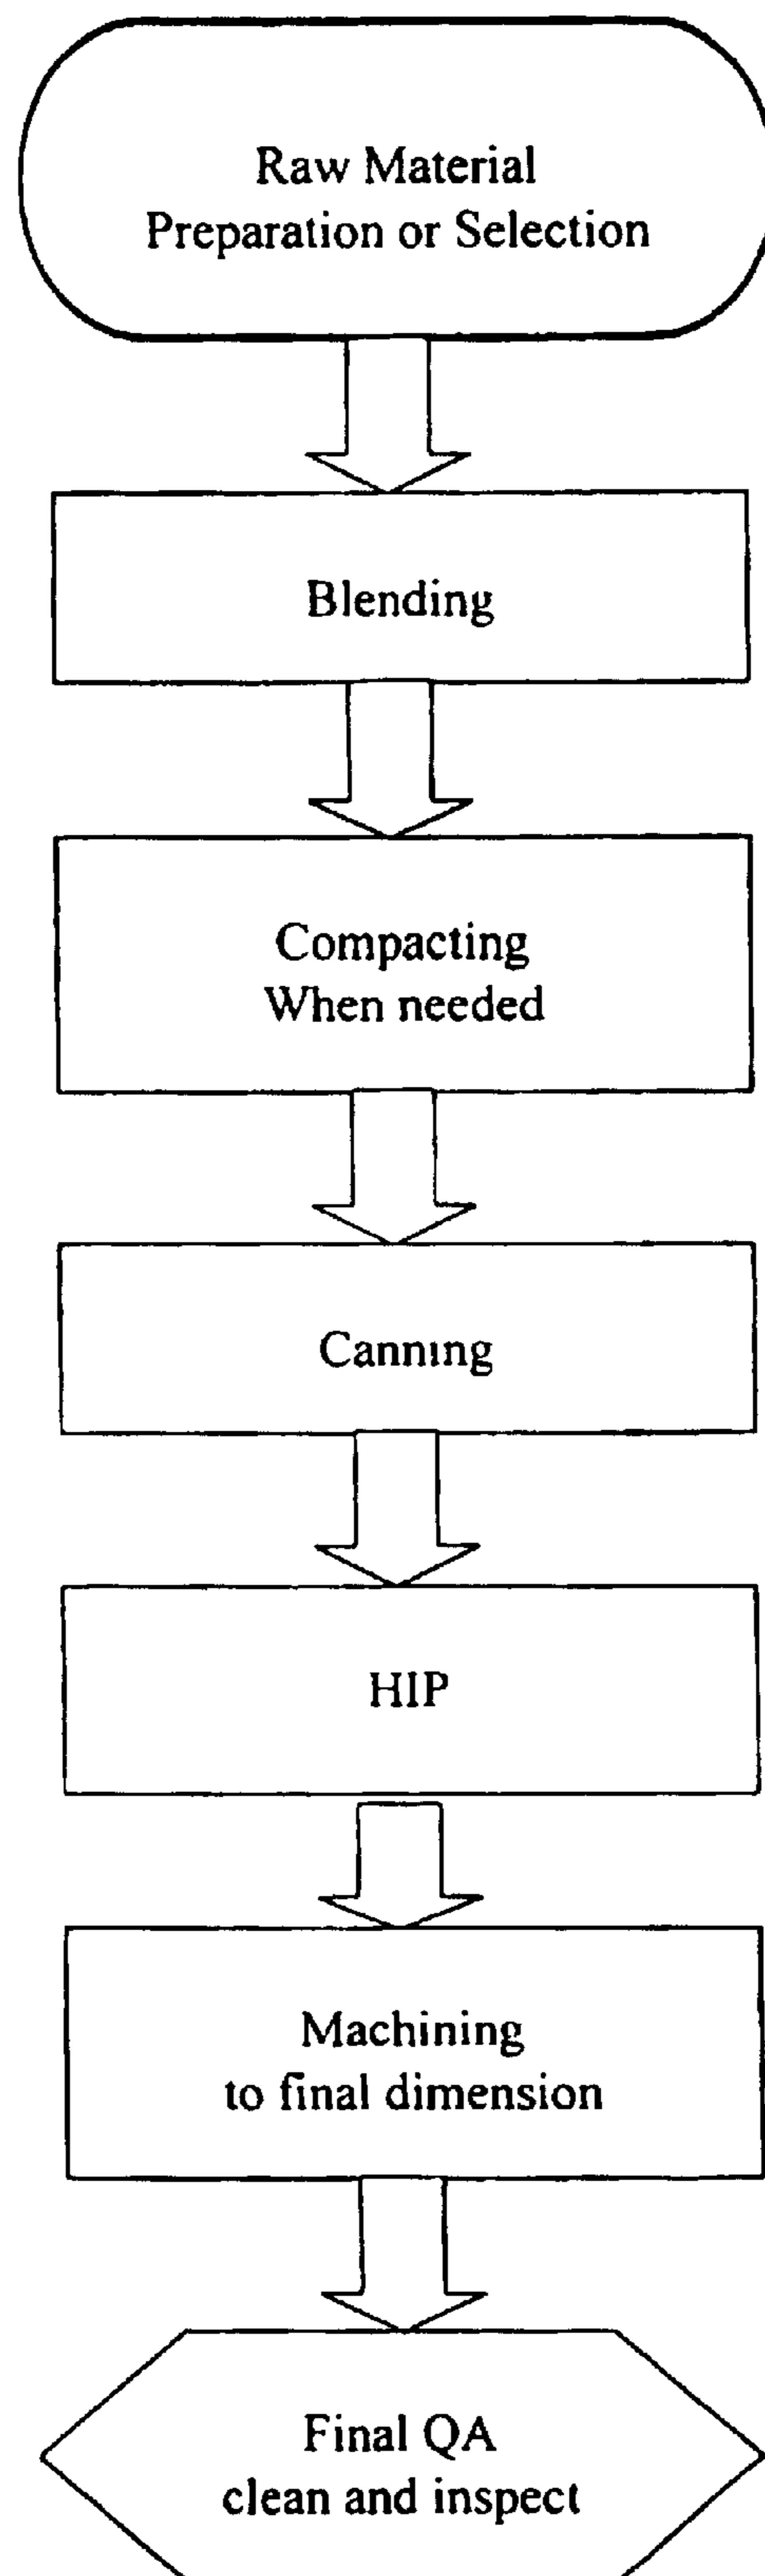 Raw Material
Preparation or Selection
Blending
Compacting
When needed
Canning
HIP
Machining
to final dimension
Final QA
clean and inspect